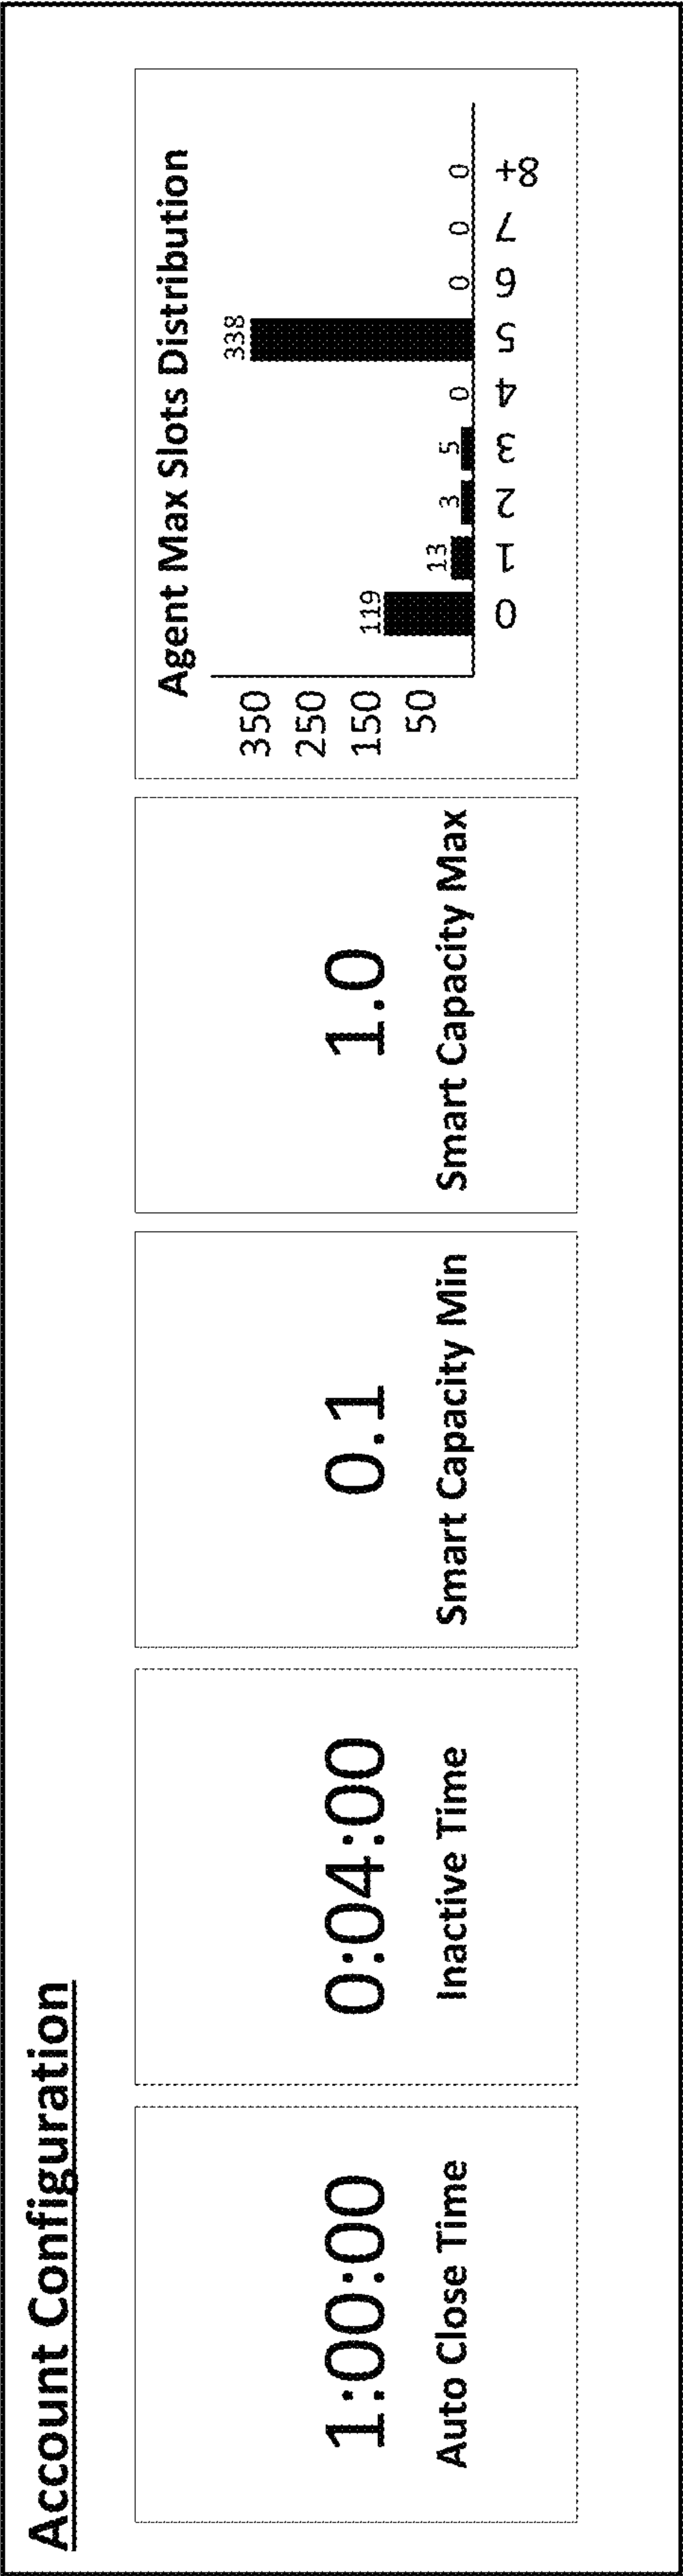 Account Configuration
1:00:00
Auto Close Time
0:04:00
Inactive Time
0.1
Smart Capacity Min
1.0
Smart Capacity Max
Agent Max Slots Distribution
350
250
150
50
119
13
3
5
0
338
0
0
0
0 1 2 3 4 5 6 7 8+